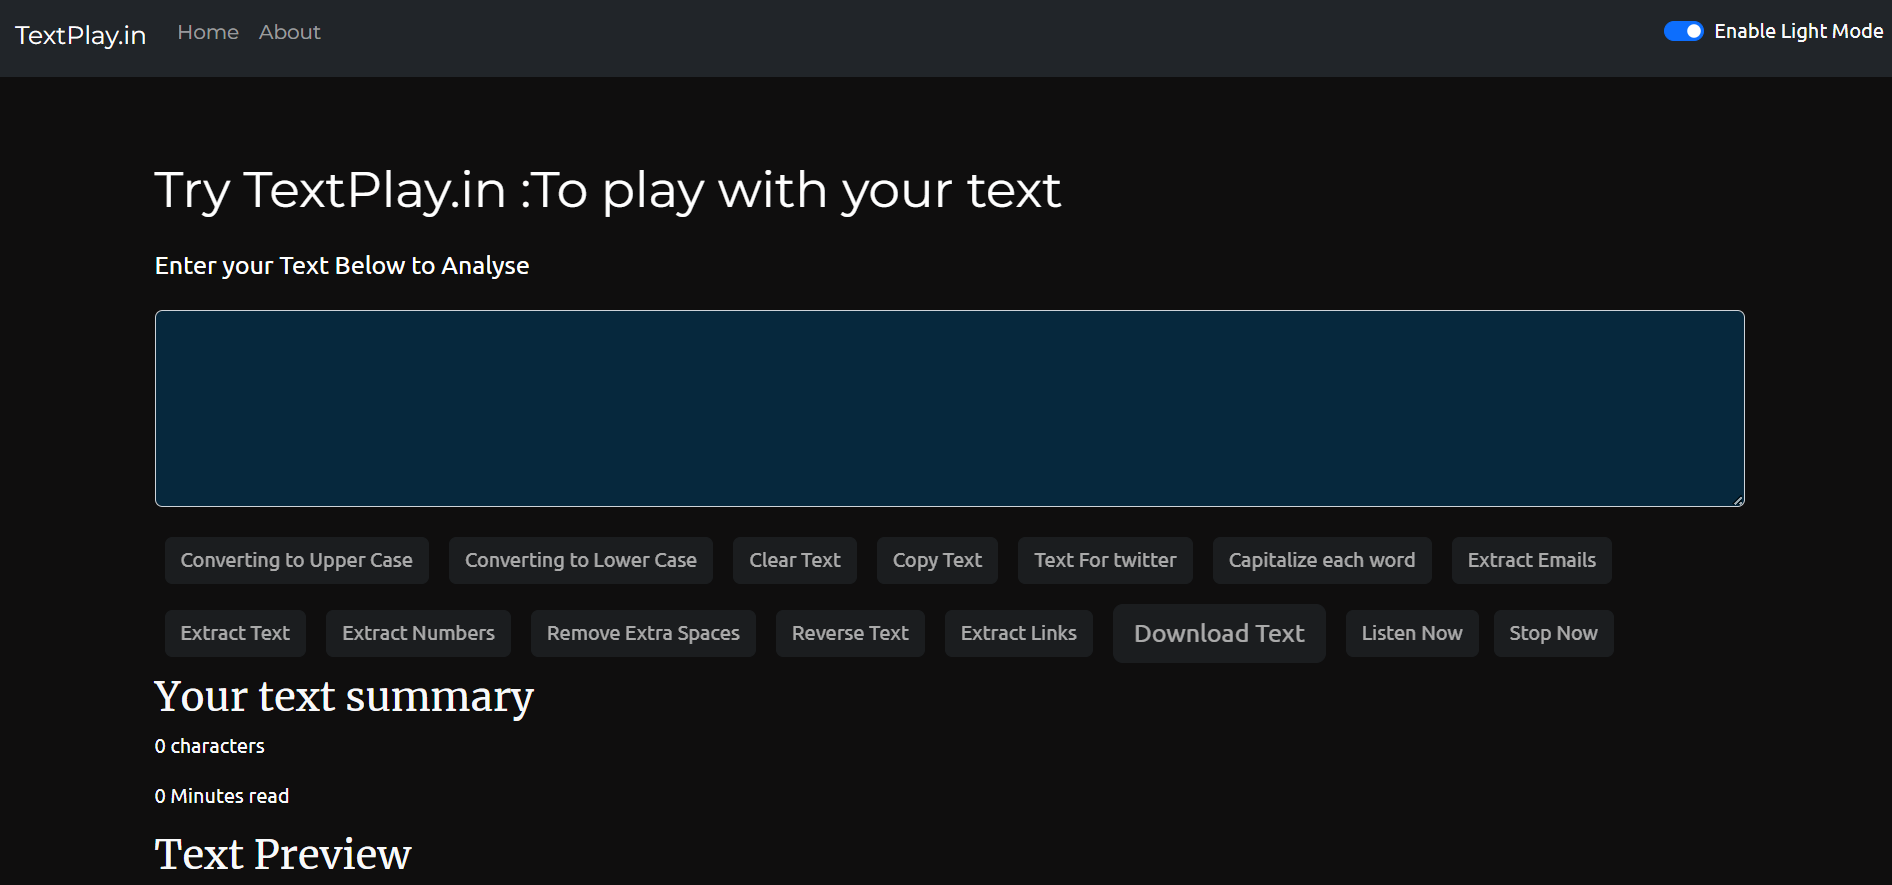 TextPlay.in Home About Enable Light Mode
Try TextPlay.in :To play with your text
Enter your Text Below to Analyse
Converting to Upper Case Converting to Lower Case Clear Text Copy Text Text For twitter Capitalize each word Extract Emails
Extract Text Extract Numbers Remove Extra Spaces Reverse Text Extract Links Download Text Listen Now Stop Now
Your text summary
0 characters
0 Minutes read
Text Preview